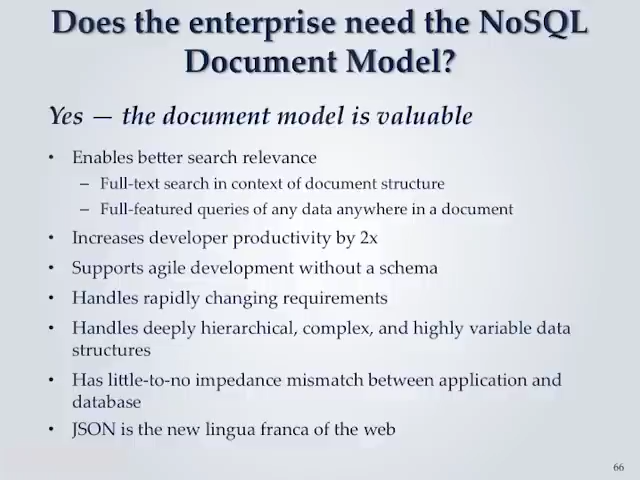 Does the enterprise need the NoSQL
Document Model?
Yes — the document model is valuable
• Enables better search relevance
– Full-text search in context of document structure
– Full-featured queries of any data anywhere in a document
• Increases developer productivity by 2x
• Supports agile development without a schema
• Handles rapidly changing requirements
• Handles deeply hierarchical, complex, and highly variable data
structures
• Has little-to-no impedance mismatch between application and
database
• JSON is the new lingua franca of the web
66